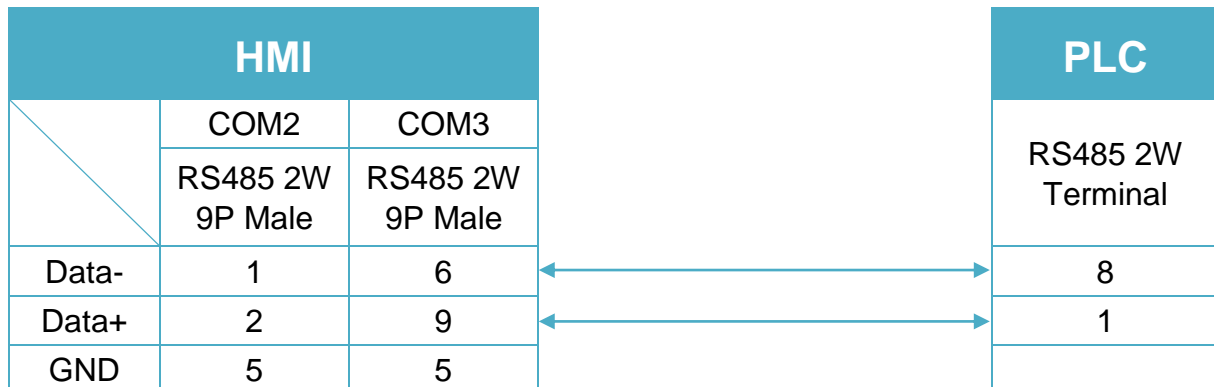 HMI PLC
COM2 COM3
RS485 2W RS485 2W RS485 2W
9P Male 9P Male Terminal
Data- 1 6 8
Data+ 2 9 1
GND 5 5